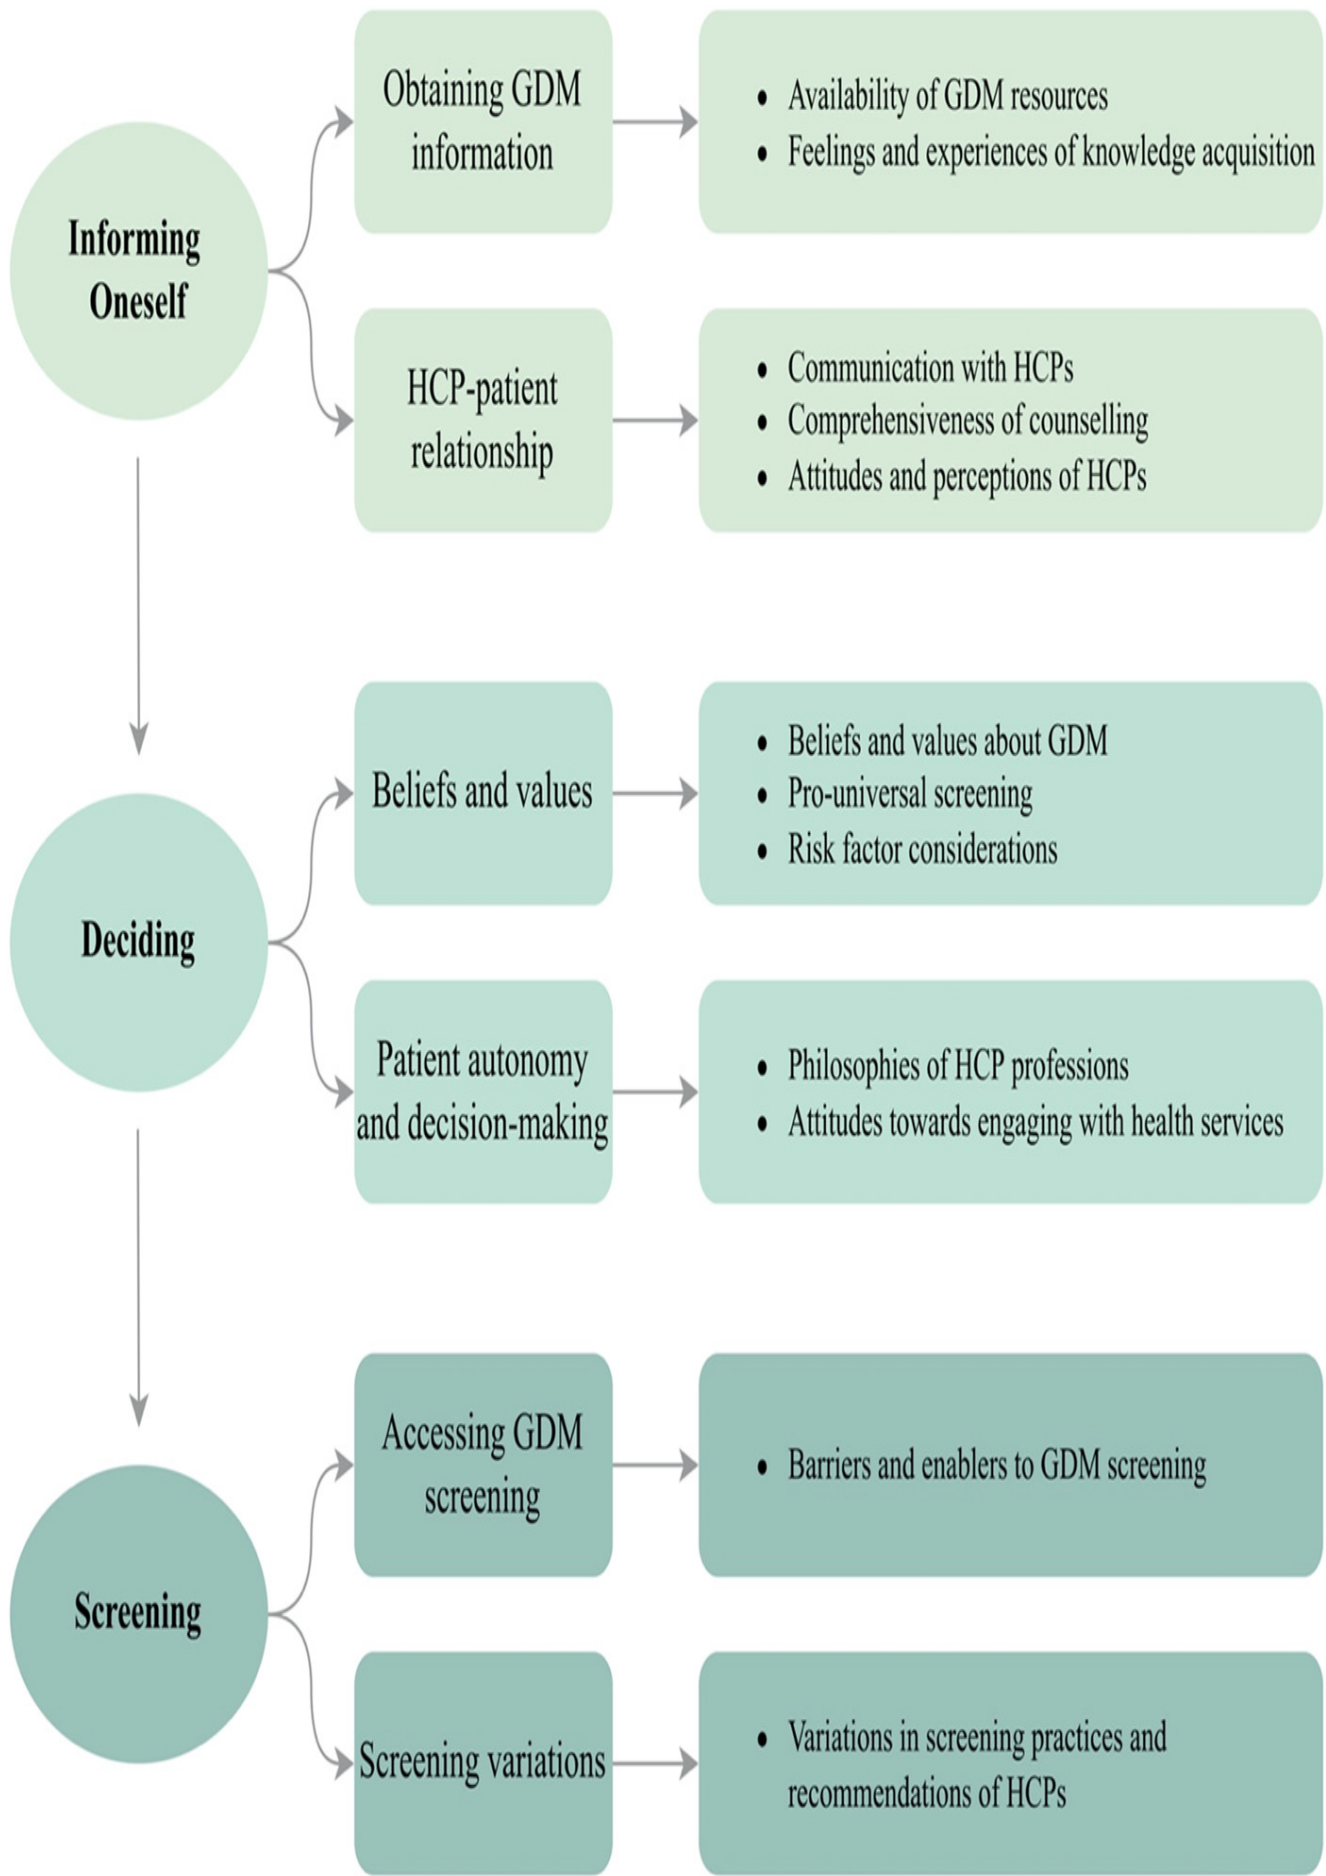 Informing
Oneself
Obtaining GDM
information
• Availability of GDM resources
• Feelings and experiences of knowledge acquisition
HCP-patient
relationship
• Communication with HCPs
• Comprehensiveness of counselling
• Attitudes and perceptions of HCPs
Deciding
Beliefs and values
• Beliefs and values about GDM
• Pro-universal screening
• Risk factor considerations
Patient autonomy
and decision-making
• Philosophies of HCP professions
• Attitudes towards engaging with health services
Screening
Accessing GDM
screening
• Barriers and enablers to GDM screening
Screening variations
• Variations in screening practices and
recommendations of HCPs